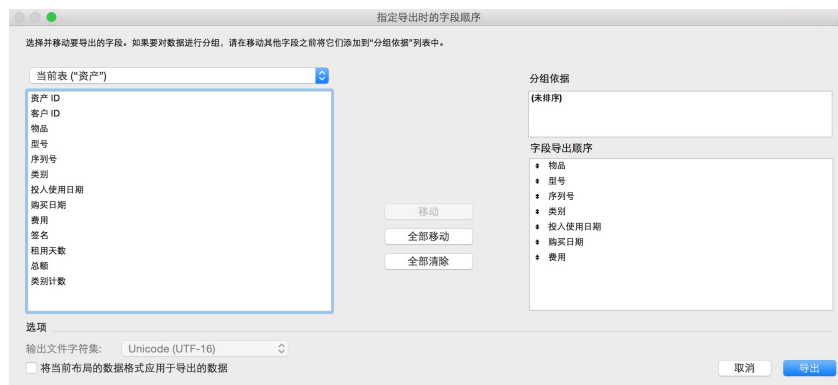 指定导出时的字段顺序
选择并移动要导出的字段。如果要对数据进行分组，请在移动其他字段之前将它们添加到“分组依据”列表中。
当前表 (“资产”)
资产 ID
客户 ID
物品
型号
序列号
类别
投入使用日期
购买日期
费用
签名
租用天数
总额
类别计数
移动
全部移动
全部清除
分组依据
(未排序)
字段导出顺序
物品
型号
序列号
类别
投入使用日期
购买日期
费用
选项
输出文件字符集: Unicode (UTF-16)
将当前布局的数据格式应用于导出的数据
取消
导出